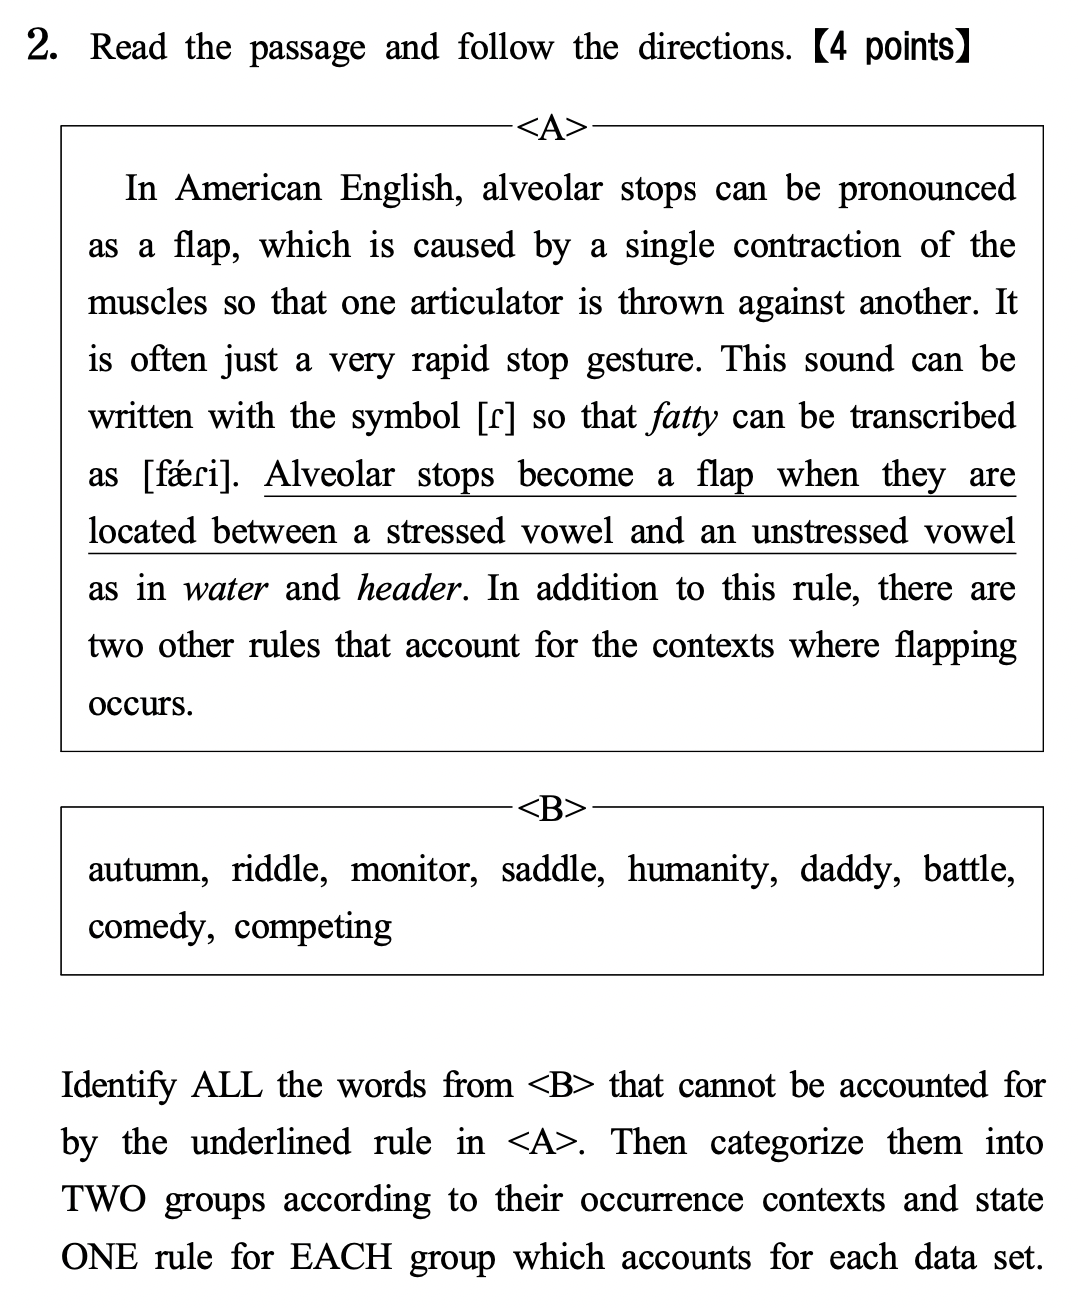 2. Read the passage and follow the directions. 【4 points】
<A>
In American English, alveolar stops can be pronounced
as a flap, which is caused by a single contraction of the
muscles so that one articulator is thrown against another. It
is often just a very rapid stop gesture. This sound can be
written with the symbol [ɾ] so that fatty can be transcribed
as [fǽɾi]. Alveolar stops become a flap when they are
located between a stressed vowel and an unstressed vowel
as in water and header. In addition to this rule, there are
two other rules that account for the contexts where flapping
occurs.
<B>
autumn, riddle, monitor, saddle, humanity, daddy, battle,
comedy, competing
Identify ALL the words from <B> that cannot be accounted for
by the underlined rule in <A>. Then categorize them into
TWO groups according to their occurrence contexts and state
ONE rule for EACH group which accounts for each data set.